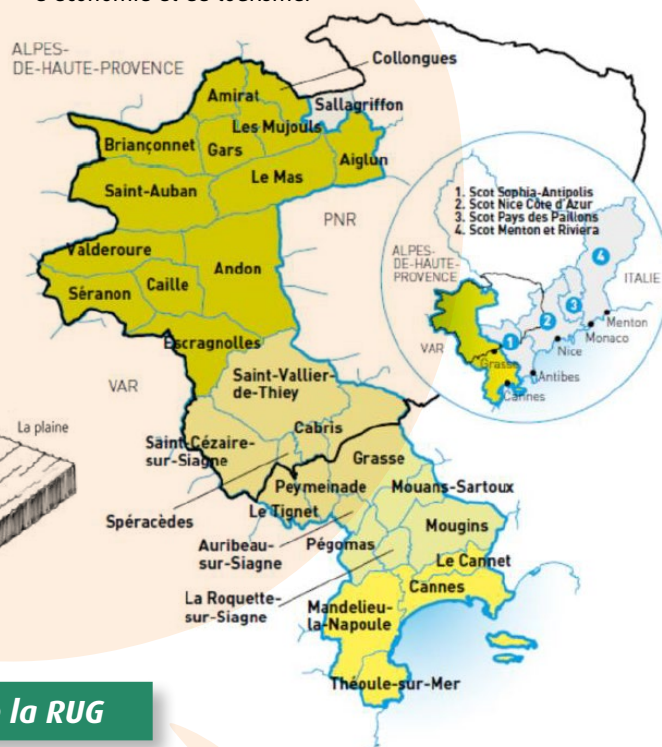 ALPES-
DE-HAUTE-PROVENCE
Collongues
Amirat
Sallagriffon
Les Mujouls
Briançonnet
Gars
Aiglun
Le Mas
Saint-Auban
PNR
Valderoure
Andon
Caille
Séranon
Escragnolles
VAR
Saint-Vallier-
de-Thiey
La plaine
Cabris
Saint-Cézaire-
sur-Siagne
Grasse
Peymeinade
Mouans-Sartoux
Spéracèdes
Le Tignet
Auribeau-
sur-Siagne
Pégomas
Mougins
Le Cannet
La Roquette-
sur-Siagne
Cannes
Mandelieu-
la-Napoule
Théoule-sur-Mer
1. Scot Sophia-Antipolis
2. Scot Nice Côte d'Azur
3. Scot Pays des Paillons
4. Scot Menton et Riviera
ALPES-
DE-HAUTE-
PROVENCE
4
ITALIE
3
2
1
Menton
Monaco
VAR
Nice
Grasse
Antibes
Cannes
la RUG